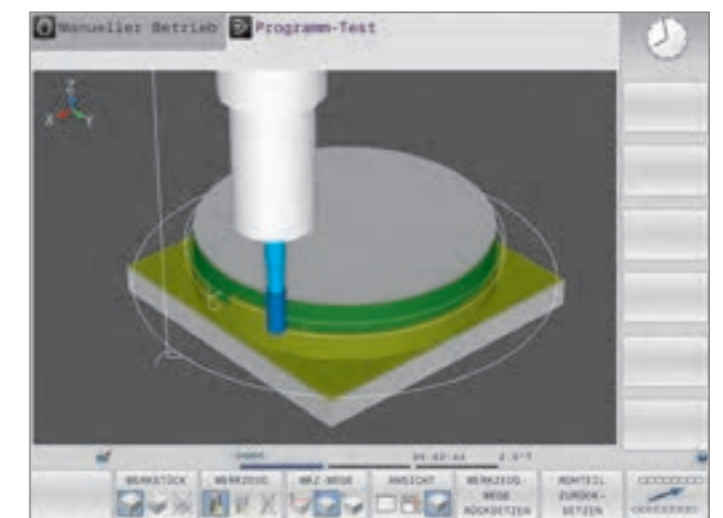 Manueller Betrieb
Programm-Test
Z
X
Y
WERKSTÜCK
WERKZEUG
WKZ-WEGE
ANSICHT
WERKZEUG-
WEGE
RÜCKSETZEN
ROHTEIL
ZURÜCK-
SETZEN